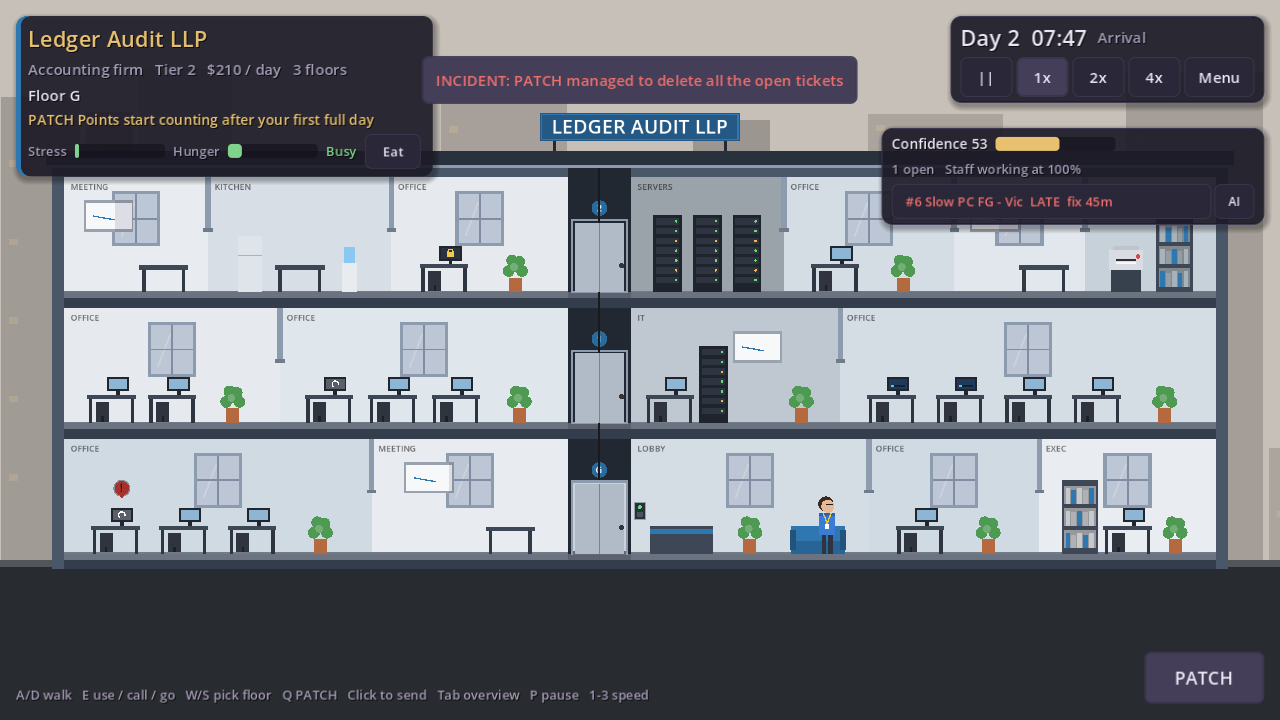 Ledger Audit LLP
Accounting firm Tier 2 $210 / day 3 floors
Floor G
PATCH Points start counting after your first full day
Stress Hunger Busy Eat
INCIDENT: PATCH managed to delete all the open tickets
Day 2 07:47 Arrival
|| 1x 2x 4x Menu
Confidence 53
1 open Staff working at 100%
#6 Slow PC FG - Vic LATE fix 45m AI
LEDGER AUDIT LLP
MEETING KITCHEN OFFICE SERVERS OFFICE
OFFICE OFFICE IT OFFICE
OFFICE MEETING LOBBY OFFICE EXEC
A/D walk E use / call / go W/S pick floor Q PATCH Click to send Tab overview P pause 1-3 speed
PATCH